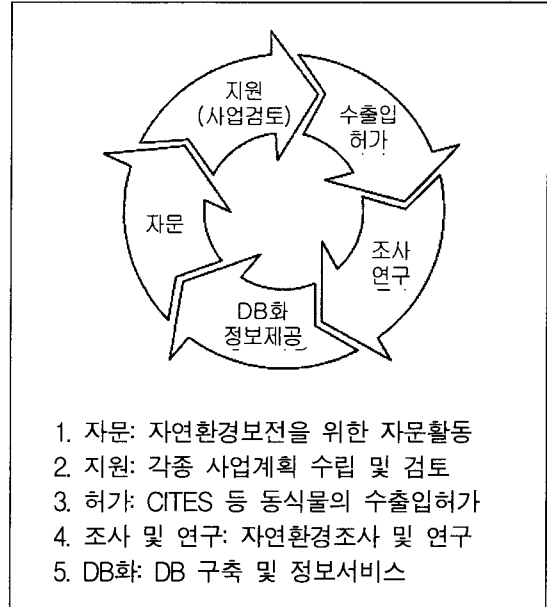 지원
(사업검토)
수출입
허가
자문
조사
연구
DB화
정보제공
1. 자문: 자연환경보전을 위한 자문활동
2. 지원: 각종 사업계획 수립 및 검토
3. 허가: CITES 등 동식물의 수출입허가
4. 조사 및 연구: 자연환경조사 및 연구
5. DB화: DB 구축 및 정보서비스